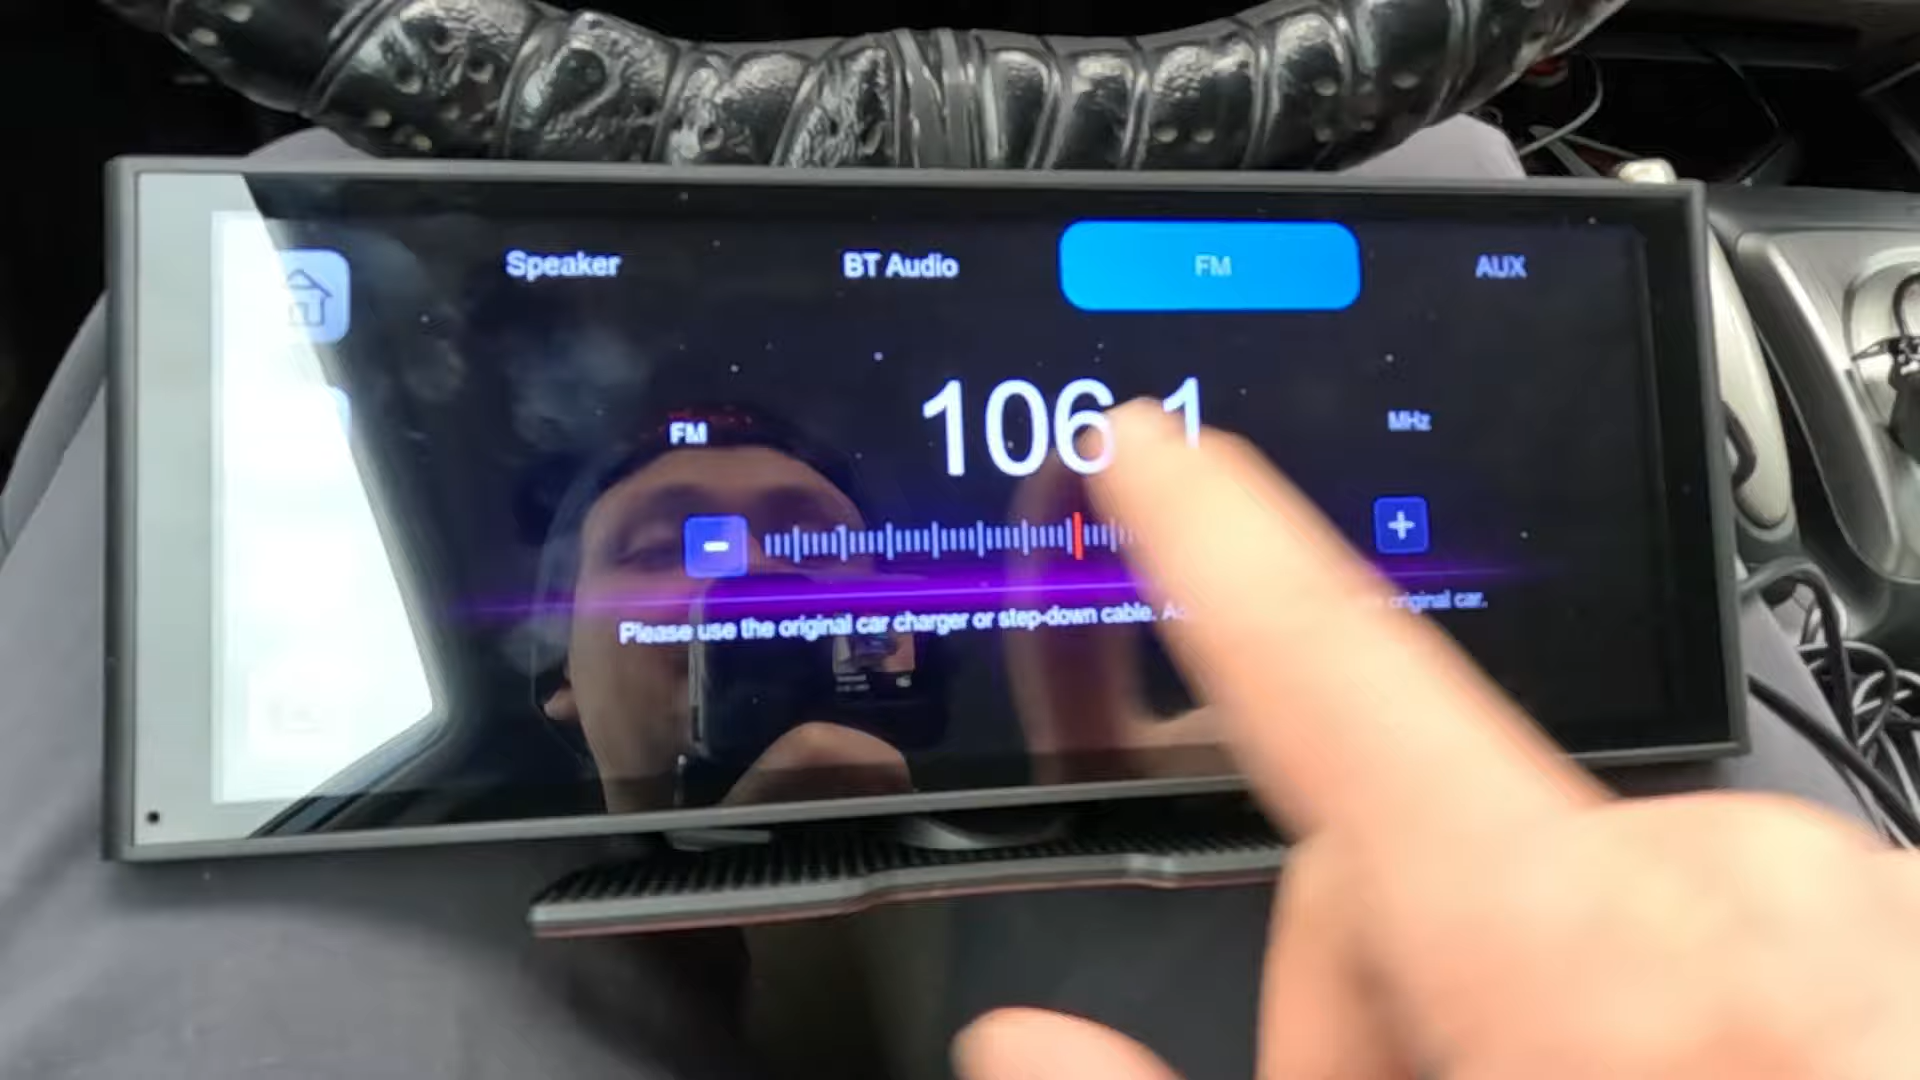 Speaker BT Audio FM AUX
FM 106.1 MHz
- +
Please use the original car charger or step-down cable. original car.